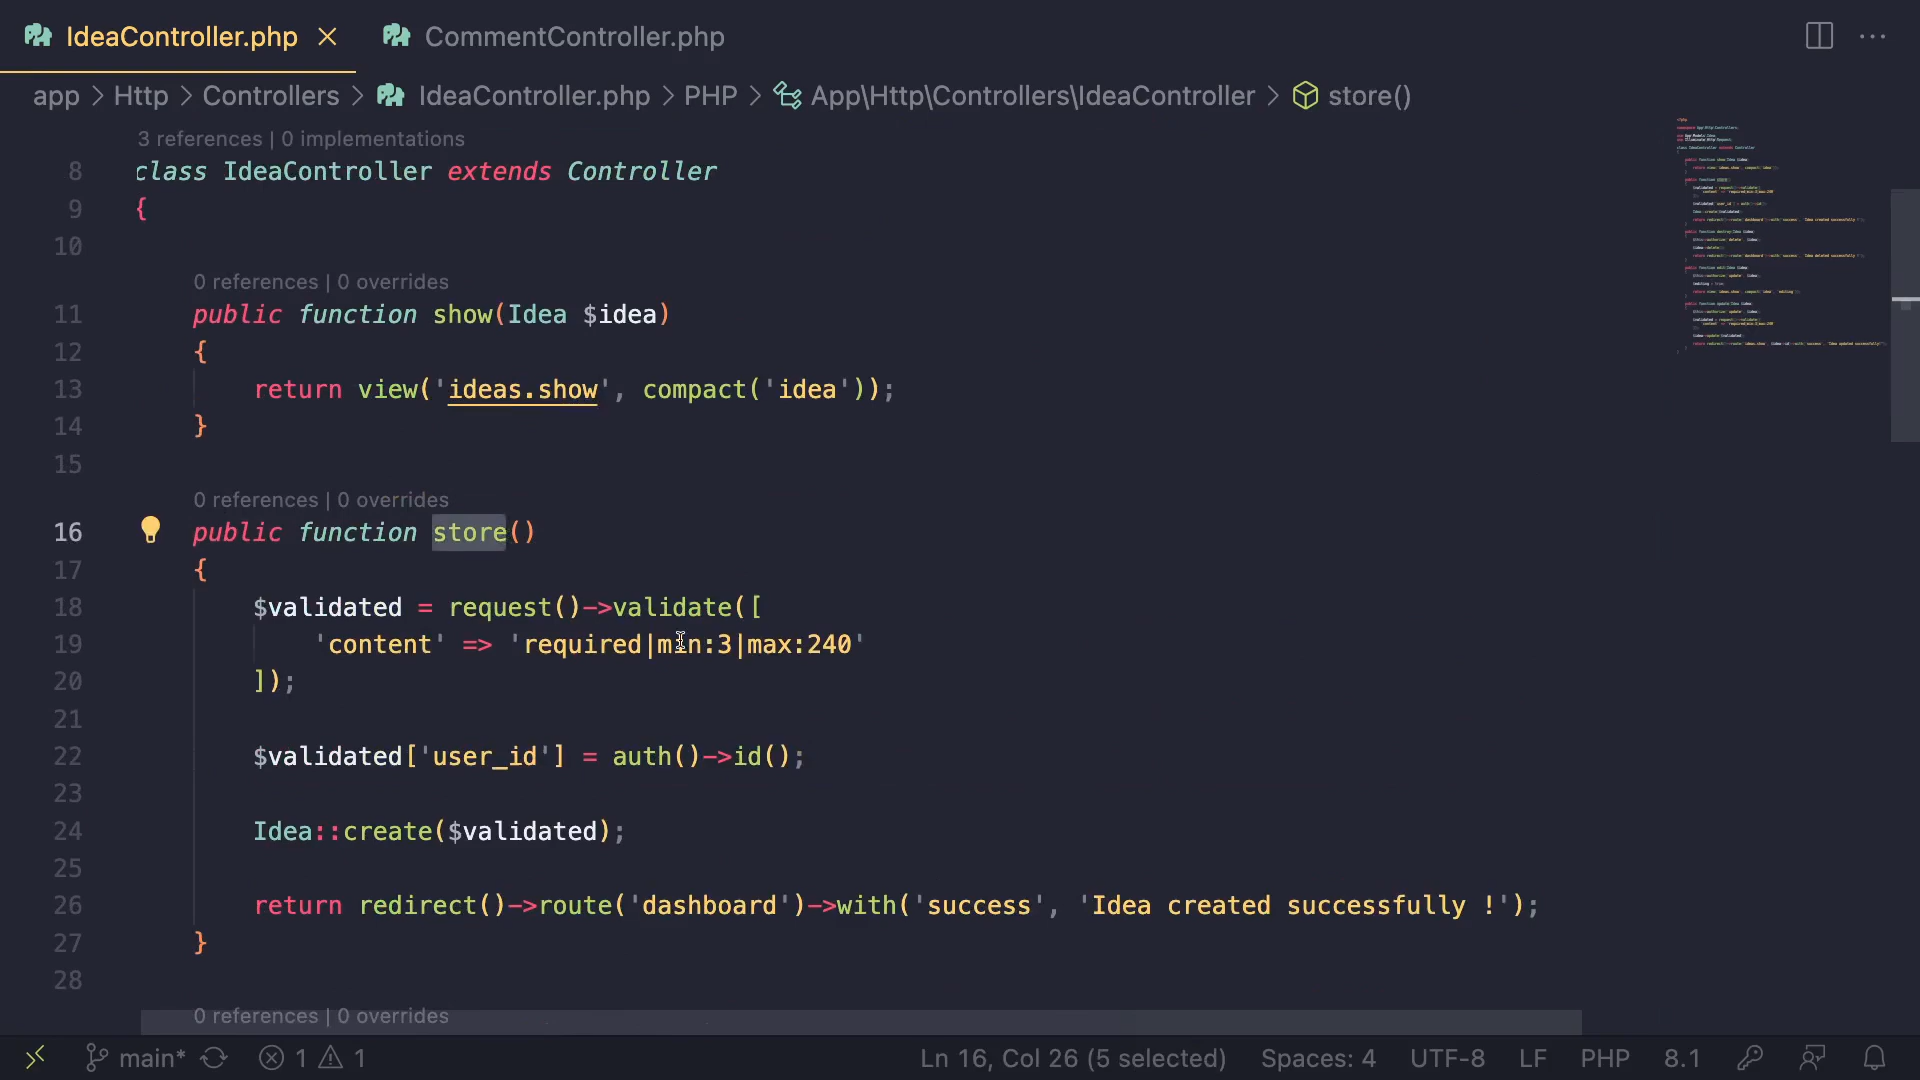 IdeaController.php CommentController.php
app > Http > Controllers > IdeaController.php > PHP > App\Http\Controllers\IdeaController > store()
3 references | 0 implementations
8 class IdeaController extends Controller
9 {
10
0 references | 0 overrides
11 public function show(Idea $idea)
12 {
13 return view('ideas.show', compact('idea'));
14 }
15
0 references | 0 overrides
16 public function store()
17 {
18 $validated = request()->validate([
19 'content' => 'required|min:3|max:240'
20 ]);
21
22 $validated['user_id'] = auth()->id();
23
24 Idea::create($validated);
25
26 return redirect()->route('dashboard')->with('success', 'Idea created successfully !');
27 }
28
0 references | 0 overrides
main* 1 1 Ln 16, Col 26 (5 selected) Spaces: 4 UTF-8 LF PHP 8.1